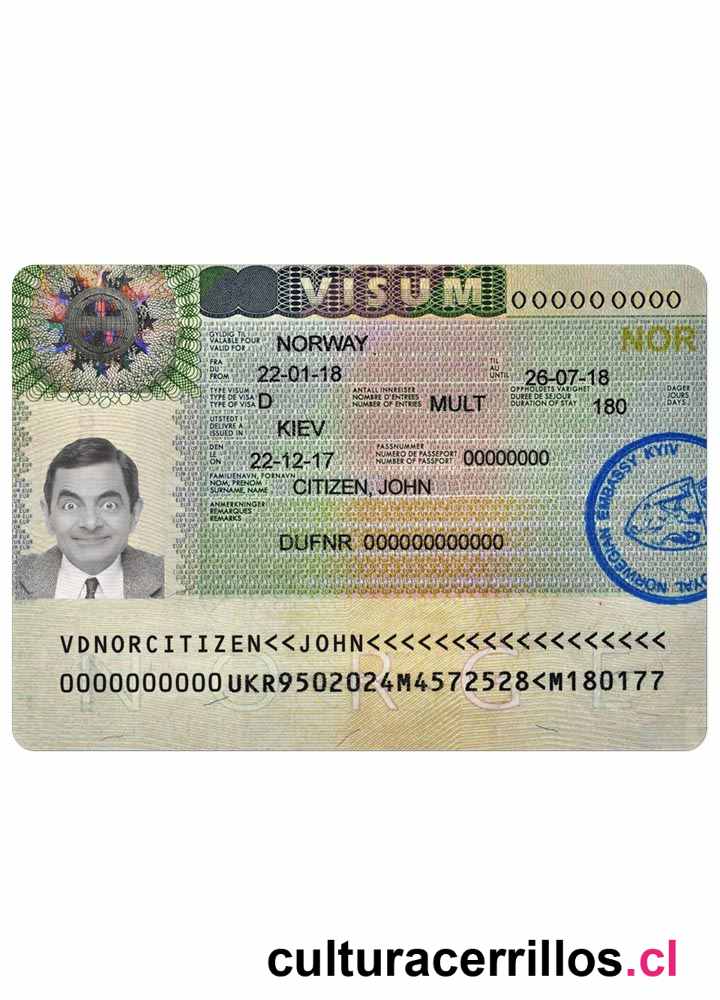 VISUM 000000000
NOR
GYLDIG TIL
VALABLE POUR
VALID FOR NORWAY
FRA
DU
FROM 22-01-18
TIL
AU
UNTIL 26-07-18
TYPE VISUM
TYPE DE VISA
TYPE OF VISA D
ANTALL INNREISER
NOMBRE D'ENTREES
NUMBER OF ENTRIES MULT
OPPHOLDETS VARIGHET
DUREE DE SEJOUR
DURATION OF STAY 180
DAGER
JOURS
DAYS
UTSTEDT I
DELIVRE A
ISSUED IN KIEV
DEN
LE
ON 22-12-17
PASSNUMMER
NUMERO DE PASSEPORT
NUMBER OF PASSPORT 00000000
FAMILIENAVN, FORNAVN
NOM, PRENOM
SURNAME, NAME CITIZEN, JOHN
ANMERKNINGER
REMARQUES
REMARKS
DUFNR 000000000000
OYAL NORWEGIAN EMBASSY KYIV
VDNORCITIZEN<<JOHN<<<<<<<<<<<<<<<<<<
0000000000UKR9502024M4572528<M180177
NORGE
culturacerrillos.cl